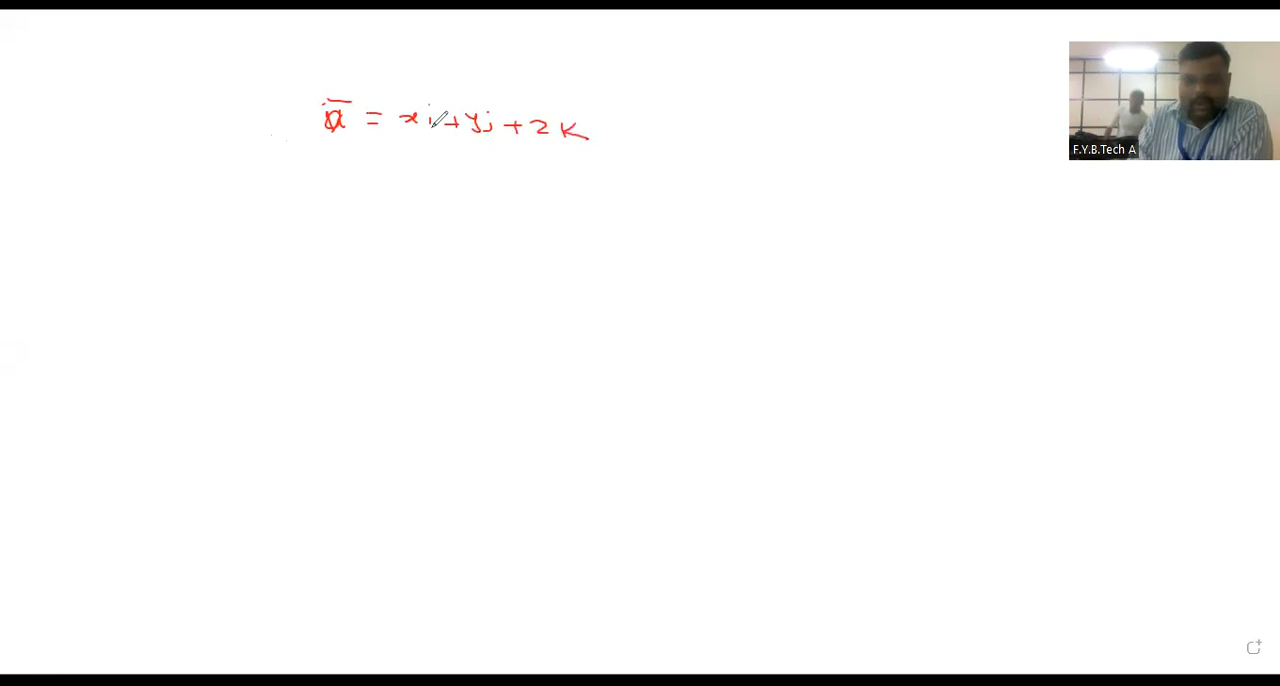 ā = xi + yj + zk
F.Y.B.Tech A